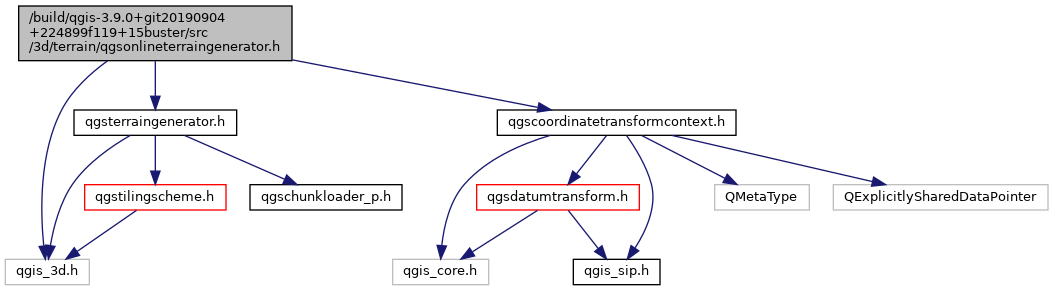 /build/qgis-3.9.0+git20190904
+224899f119+15buster/src
/3d/terrain/qgsonlineterraingenerator.h
qgsterraingenerator.h
qgscoordinatetransformcontext.h
qgstilingscheme.h
qgschunkloader_p.h
qgsdatumtransform.h
QMetaType
QExplicitlySharedDataPointer
qgis_3d.h
qgis_core.h
qgis_sip.h